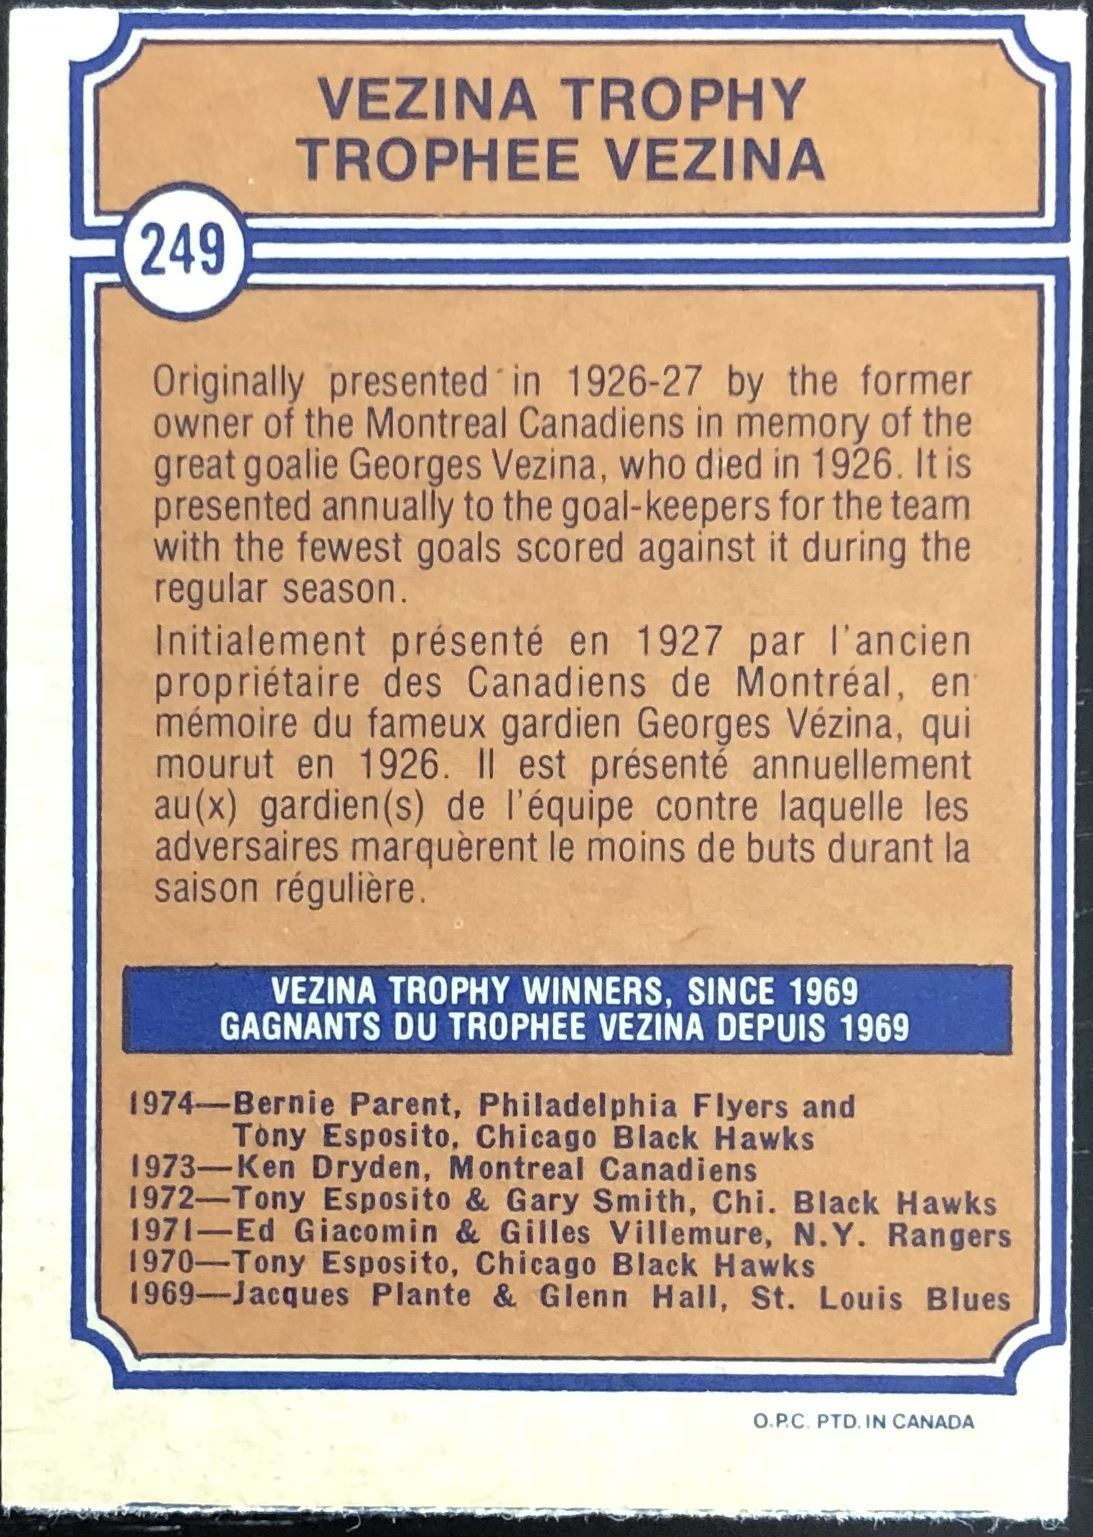 VEZINA TROPHY
TROPHEE VEZINA
249
Originally presented in 1926-27 by the former
owner of the Montreal Canadiens in memory of the
great goalie Georges Vezina, who died in 1926. It is
presented annually to the goal-keepers for the team
with the fewest goals scored against it during the
regular season.
Initialement présenté en 1927 par l'ancien
propriétaire des Canadiens de Montréal, en
mémoire du fameux gardien Georges Vézina, qui
mourut en 1926. Il est présenté annuellement
au(x) gardien(s) de l'équipe contre laquelle les
adversaires marquèrent le moins de buts durant la
saison régulière.
VEZINA TROPHY WINNERS, SINCE 1969
GAGNANTS DU TROPHEE VEZINA DEPUIS 1969
1974—Bernie Parent, Philadelphia Flyers and
Tony Esposito, Chicago Black Hawks
1973—Ken Dryden, Montreal Canadiens
1972—Tony Esposito & Gary Smith, Chi. Black Hawks
1971—Ed Giacomin & Gilles Villemure, N.Y. Rangers
1970—Tony Esposito, Chicago Black Hawks
1969—Jacques Plante & Glenn Hall, St. Louis Blues
O.P.C. PTD. IN CANADA